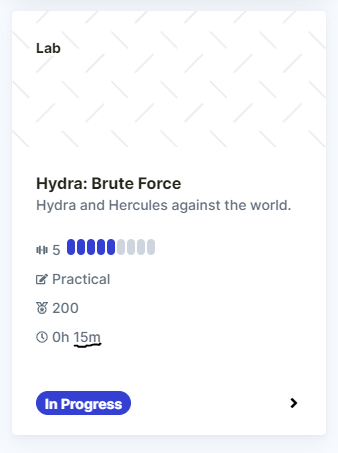 Lab
Hydra: Brute Force
Hydra and Hercules against the world.
5
Practical
200
0h 15m
In Progress